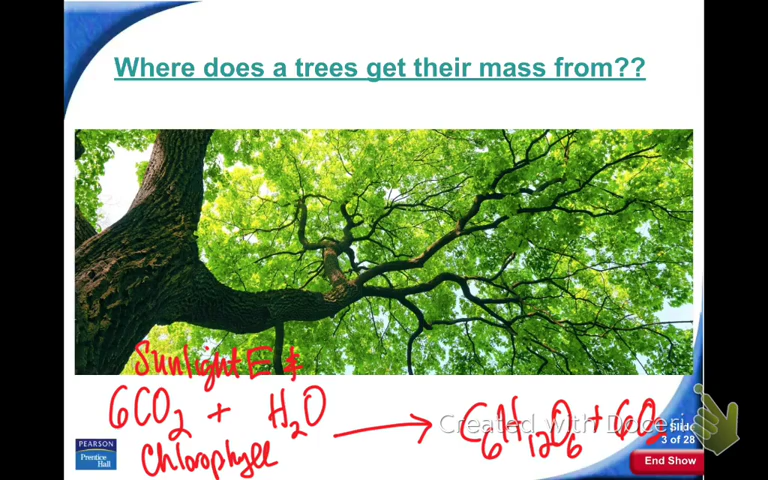 Where does a trees get their mass from??
Sunlight E &
6CO2 + H2O → C6H12O6 + 6O2
Chlorophyll
Created with Doceri
Slide
3 of 28
End Show
PEARSON
Prentice
Hall